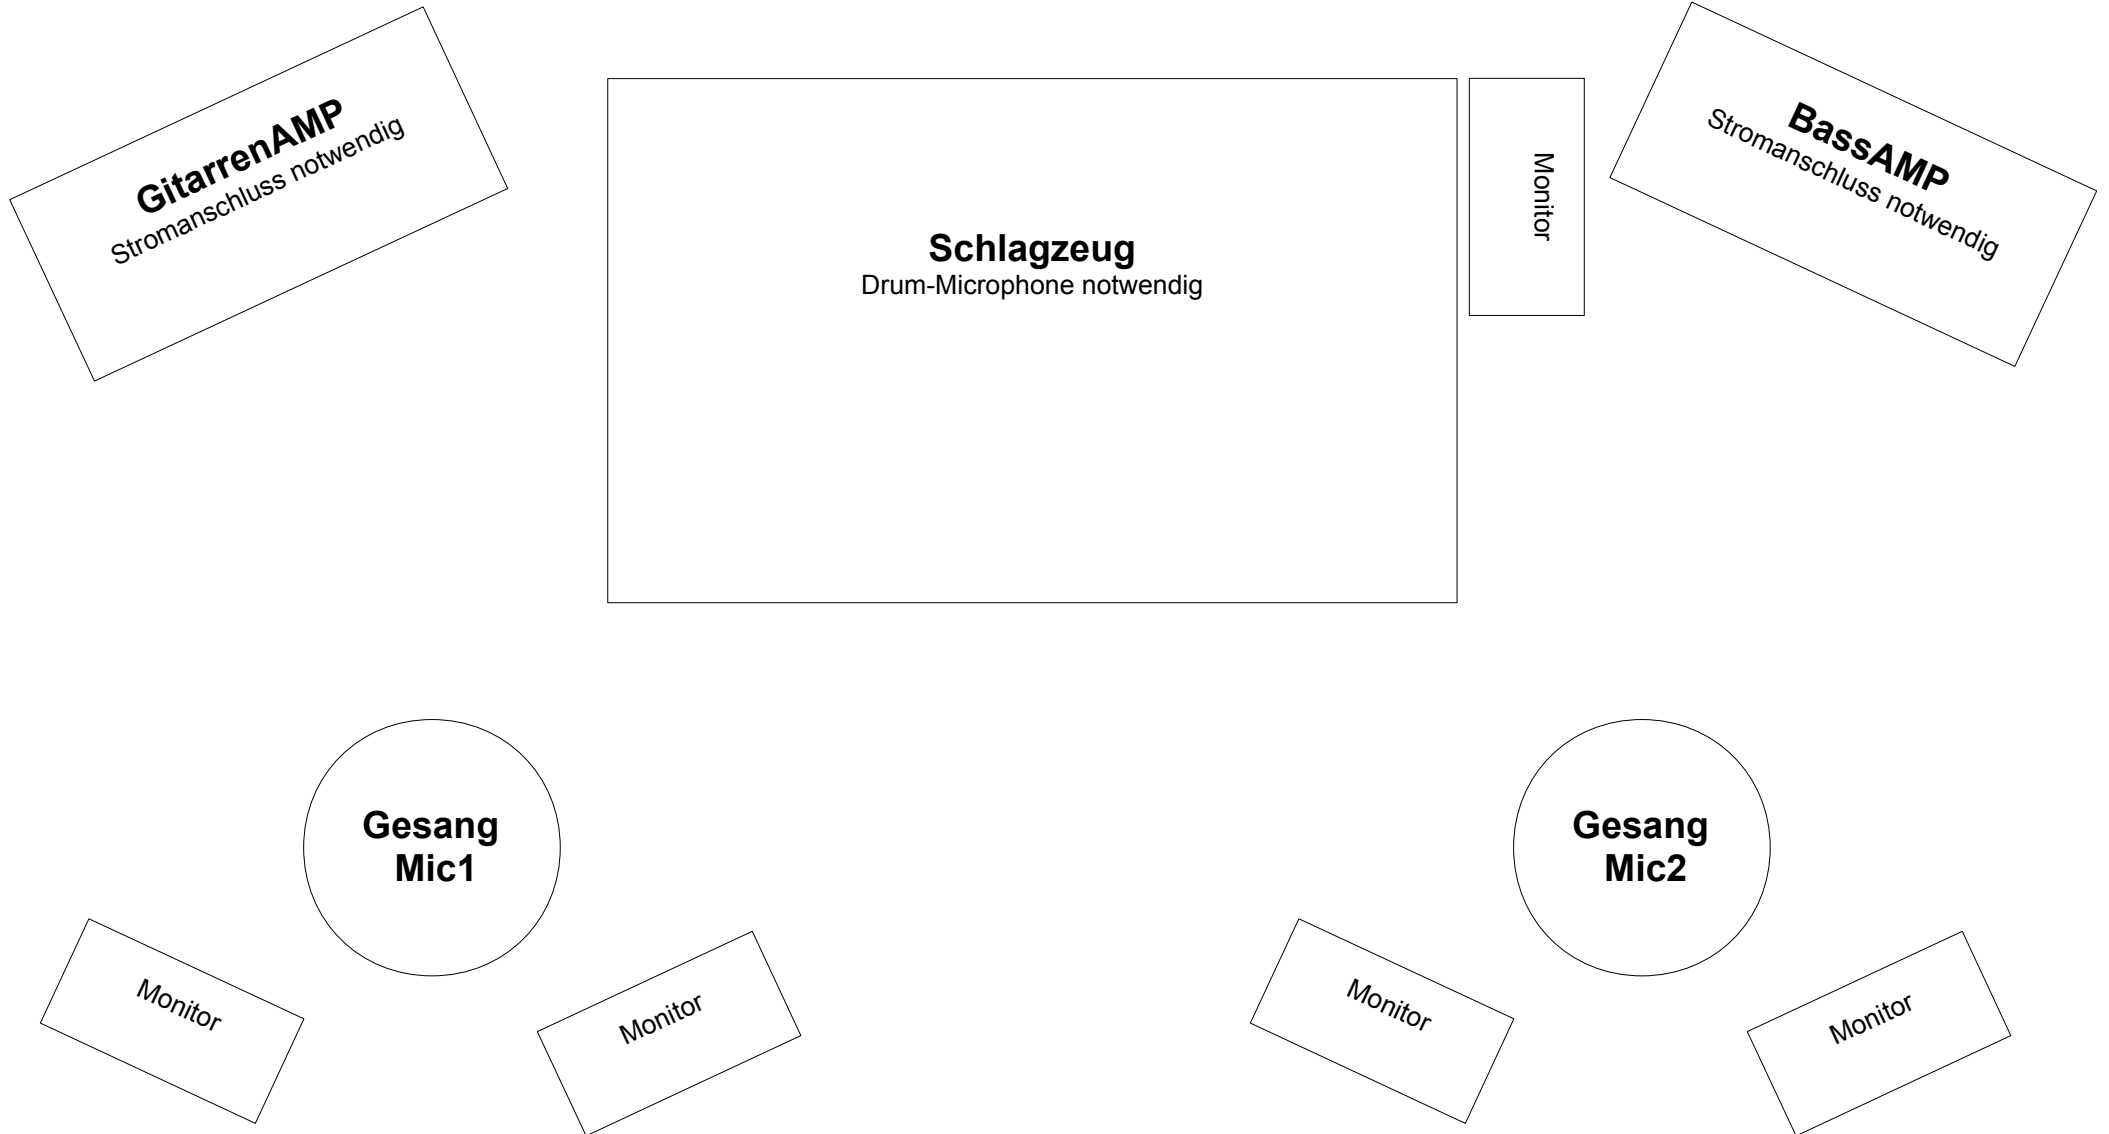 GitarrenAMP
Stromanschluss notwendig
Schlagzeug
Drum-Microphone notwendig
Monitor
BassAMP
Stromanschluss notwendig
Gesang
Mic1
Gesang
Mic2
Monitor
Monitor
Monitor
Monitor